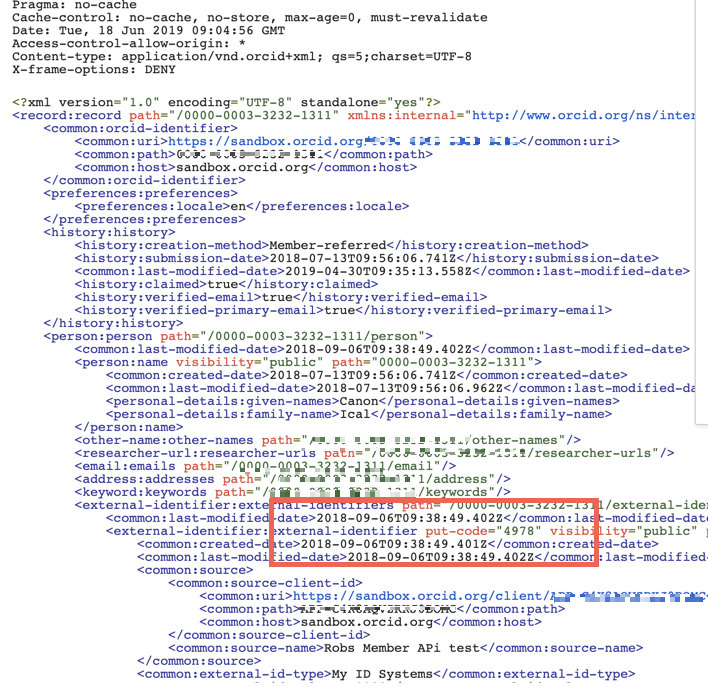 Pragma: no-cache
Cache-control: no-cache, no-store, max-age=0, must-revalidate
Date: Tue, 18 Jun 2019 09:04:56 GMT
Access-control-allow-origin: *
Content-type: application/vnd.orcid+xml; qs=5;charset=UTF-8
X-frame-options: DENY
<?xml version="1.0" encoding="UTF-8" standalone="yes"?>
<record:record path="/0000-0003-3232-1311" xmlns:internal="http://www.orcid.org/ns/inter
<common:orcid-identifier>
<common:uri>https://sandbox.orcid.org/</common:uri>
<common:path></common:path>
<common:host>sandbox.orcid.org</common:host>
</common:orcid-identifier>
<preferences:preferences>
<preferences:locale>en</preferences:locale>
</preferences:preferences>
<history:history>
<history:creation-method>Member-referred</history:creation-method>
<history:submission-date>2018-07-13T09:56:06.741Z</history:submission-date>
<common:last-modified-date>2019-04-30T09:35:13.558Z</common:last-modified-date>
<history:claimed>true</history:claimed>
<history:verified-email>true</history:verified-email>
<history:verified-primary-email>true</history:verified-primary-email>
</history:history>
<person:person path="/0000-0003-3232-1311/person">
<common:last-modified-date>2018-09-06T09:38:49.402Z</common:last-modified-date>
<person:name visibility="public" path="0000-0003-3232-1311">
<common:created-date>2018-07-13T09:56:06.741Z</common:created-date>
<common:last-modified-date>2018-07-13T09:56:06.962Z</common:last-modified-da
<personal-details:given-names>Canon</personal-details:given-names>
<personal-details:family-name>Ical</personal-details:family-name>
</person:name>
<other-name:other-names path="/other-names"/>
<researcher-url:researcher-urls path="/researcher-urls"/>
<email:emails path="/0000-0003-3232-1311/email"/>
<address:addresses path="/address"/>
<keyword:keywords path="/keywords"/>
<external-identifier:external-identifiers path="/0000-0003-3232-1311/external-ide
<common:last-modified-date>2018-09-06T09:38:49.402Z</common:last-modified-date
<external-identifier:external-identifier put-code="4978" visibility="public" p
<common:created-date>2018-09-06T09:38:49.401Z</common:created-date>
<common:last-modified-date>2018-09-06T09:38:49.402Z</common:last-modified-d
<common:source>
<common:source-client-id>
<common:uri>https://sandbox.orcid.org/client/
<common:path></common:path>
<common:host>sandbox.orcid.org</common:host>
</common:source-client-id>
<common:source-name>Robs Member APi test</common:source-name>
</common:source>
<common:external-id-type>My ID Systems</common:external-id-type>